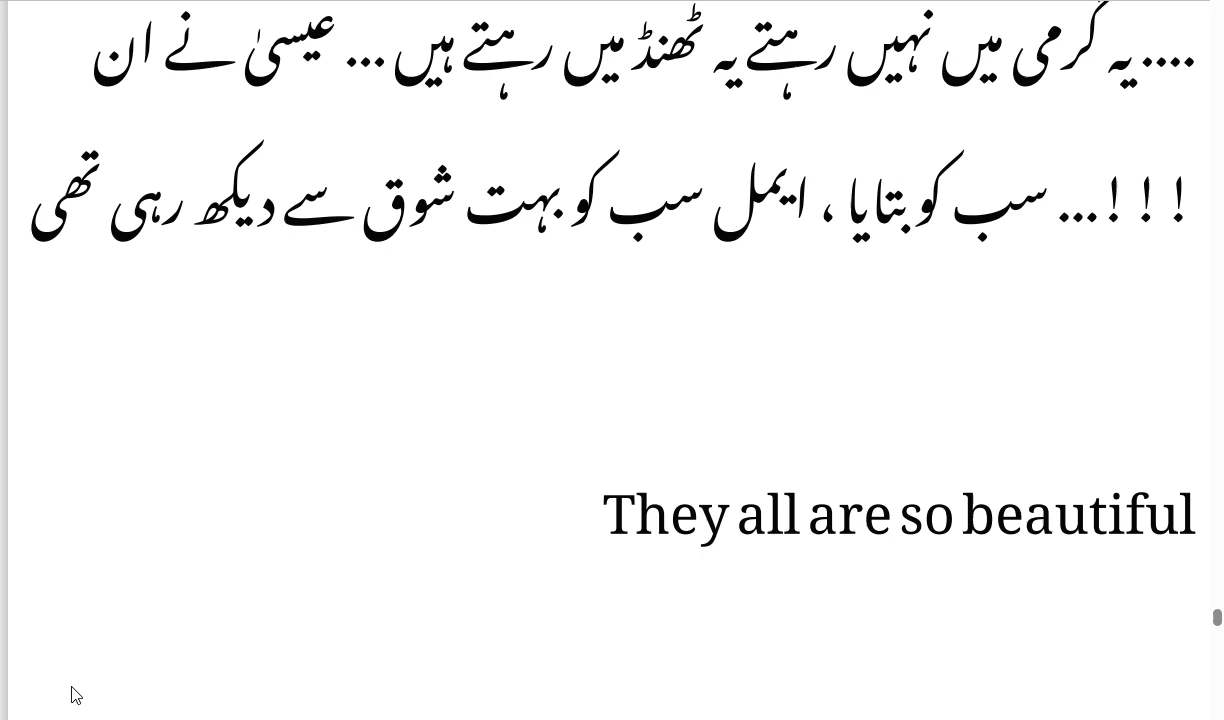 ....یہ گرمی میں نہیں رہتے یہ ٹھنڈ میں رہتے ہیں... عیسیٰ نے ان
! ! !... سب کو بتایا ، ایمل سب کو بہت شوق سے دیکھ رہی تھی
They all are so beautiful